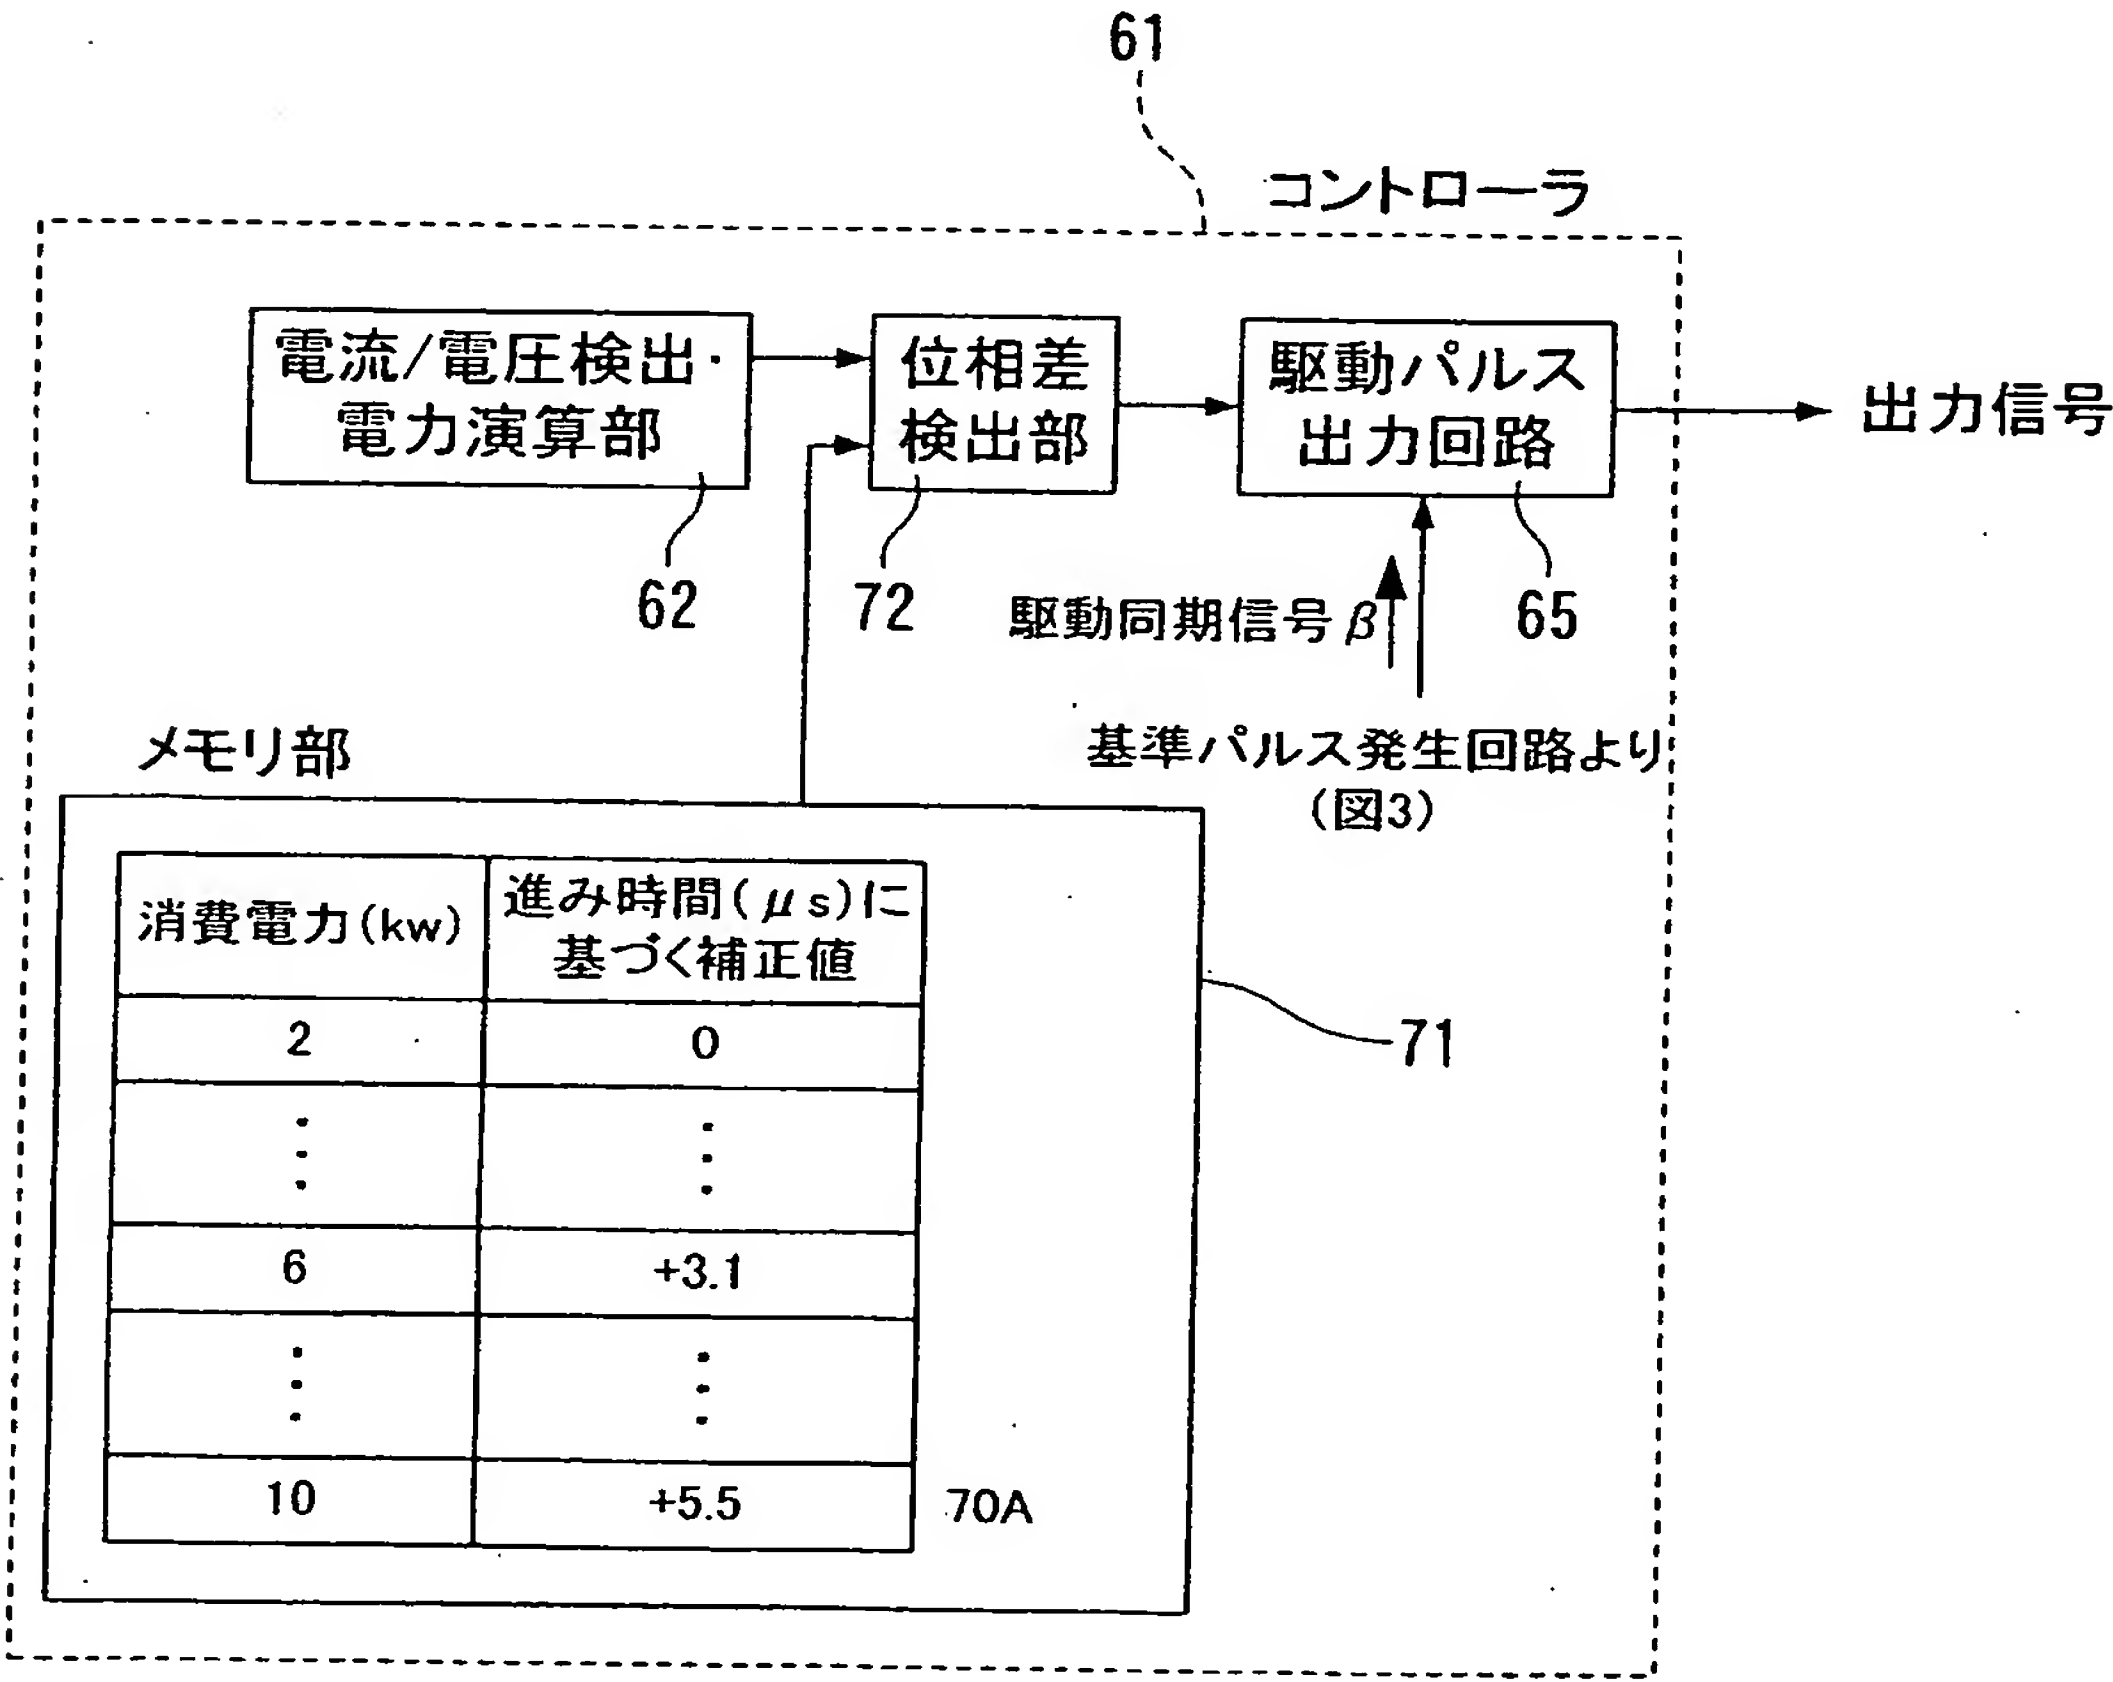 61
コントローラ
電流/電圧検出・
電力演算部
位相差
検出部
駆動パルス
出力回路
出力信号
62
72
65
駆動同期信号β
基準パルス発生回路より
(図3)
メモリ部
消費電力(kw)
進み時間(μs)に
基づく補正値
2
0
6
+3.1
10
+5.5
70A
71